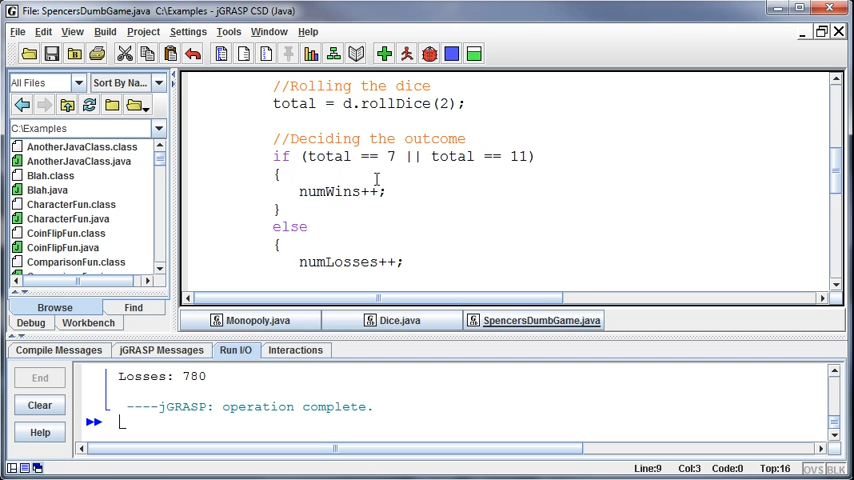 File: SpencersDumbGame.java  C:\Examples - jGRASP CSD (Java)
File Edit View Build Project Settings Tools Window Help
All Files Sort By Na...
C:\Examples
AnotherJavaClass.class
AnotherJavaClass.java
Blah.class
Blah.java
CharacterFun.class
CharacterFun.java
CoinFlipFun.class
CoinFlipFun.java
ComparisonFun.class
Browse Find
Debug Workbench
//Rolling the dice
total = d.rollDice(2);
//Deciding the outcome
if (total == 7 || total == 11)
{
numWins++;
}
else
{
numLosses++;
Monopoly.java Dice.java SpencersDumbGame.java
Compile Messages jGRASP Messages Run I/O Interactions
End
Clear
Help
Losses: 780
----jGRASP: operation complete.
Line:9 Col:3 Code:0 Top:16 OVS BLK